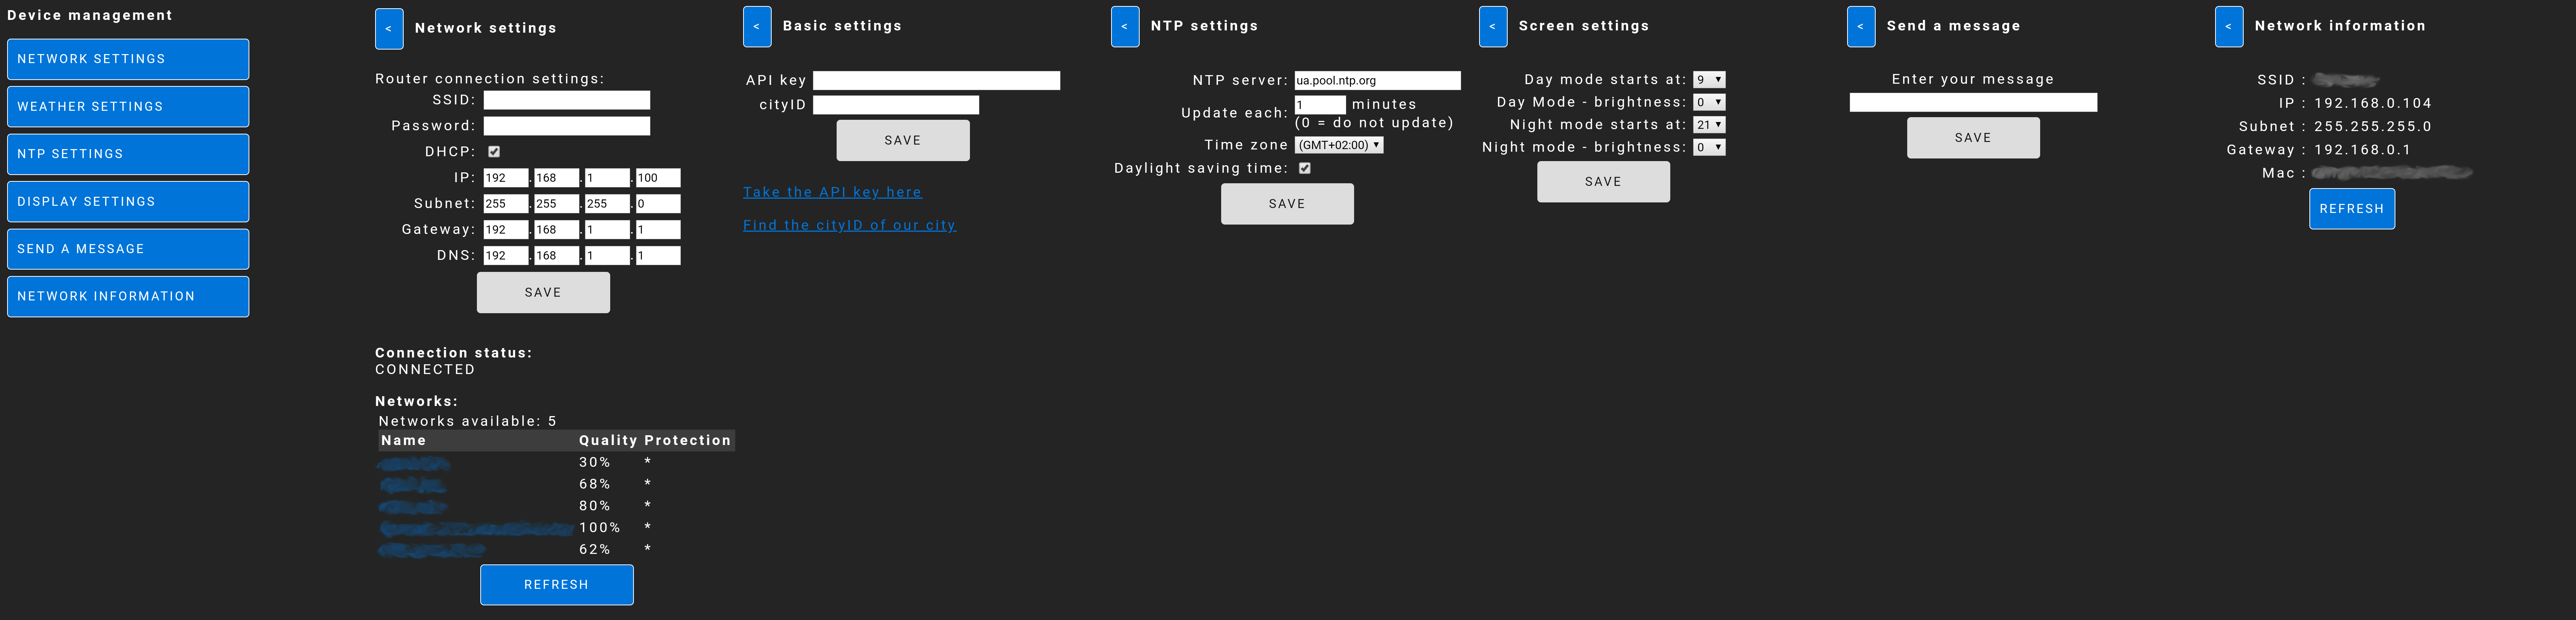 Device management
NETWORK SETTINGS
WEATHER SETTINGS
NTP SETTINGS
DISPLAY SETTINGS
SEND A MESSAGE
NETWORK INFORMATION
< Network settings
Router connection settings:
SSID:
Password:
DHCP:
IP: 192 . 168 . 1 . 100
Subnet: 255 . 255 . 255 . 0
Gateway: 192 . 168 . 1 . 1
DNS: 192 . 168 . 1 . 1
SAVE
Connection status:
CONNECTED
Networks:
Networks available: 5
Name Quality Protection
30% *
68% *
80% *
100% *
62% *
REFRESH
< Basic settings
API key
cityID
SAVE
Take the API key here
Find the cityID of our city
< NTP settings
NTP server: ua.pool.ntp.org
Update each: 1 minutes
(0 = do not update)
Time zone (GMT+02:00)
Daylight saving time:
SAVE
< Screen settings
Day mode starts at: 9
Day Mode - brightness: 0
Night mode starts at: 21
Night mode - brightness: 0
SAVE
< Send a message
Enter your message
SAVE
< Network information
SSID :
IP : 192.168.0.104
Subnet : 255.255.255.0
Gateway : 192.168.0.1
Mac :
REFRESH